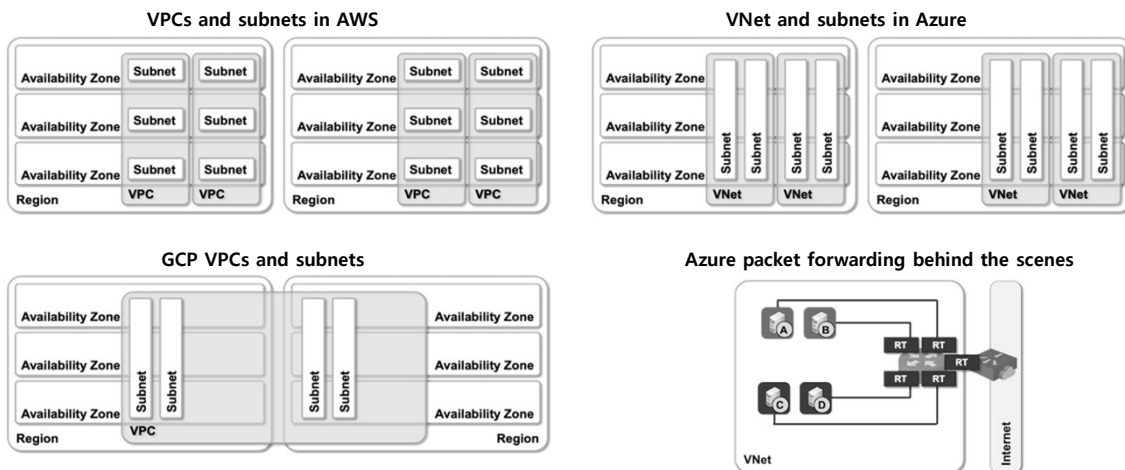 VPCs and subnets in AWS
Availability Zone Subnet Subnet
Availability Zone Subnet Subnet
Availability Zone Subnet Subnet
VPC VPC
Region
Availability Zone Subnet Subnet
Availability Zone Subnet Subnet
Availability Zone Subnet Subnet
VPC VPC
Region
VNet and subnets in Azure
Availability Zone
Availability Zone
Availability Zone
Subnet Subnet Subnet Subnet
VNet VNet
Region
Availability Zone
Availability Zone
Availability Zone
Subnet Subnet Subnet Subnet
VNet VNet
Region
GCP VPCs and subnets
Availability Zone Availability Zone
Availability Zone Availability Zone
Availability Zone Availability Zone
Subnet Subnet Subnet Subnet
VPC
Region Region
Azure packet forwarding behind the scenes
A B
RT RT
RT
RT RT
C D
VNet
Internet